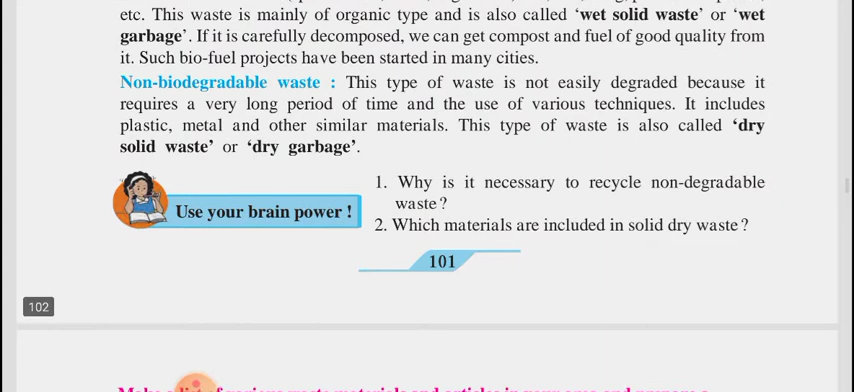 etc. This waste is mainly of organic type and is also called ‘wet solid waste’ or ‘wet
garbage’. If it is carefully decomposed, we can get compost and fuel of good quality from
it. Such bio-fuel projects have been started in many cities.
Non-biodegradable waste : This type of waste is not easily degraded because it
requires a very long period of time and the use of various techniques. It includes
plastic, metal and other similar materials. This type of waste is also called ‘dry
solid waste’ or ‘dry garbage’.
Use your brain power !
1. Why is it necessary to recycle non-degradable
waste ?
2. Which materials are included in solid dry waste ?
101
102